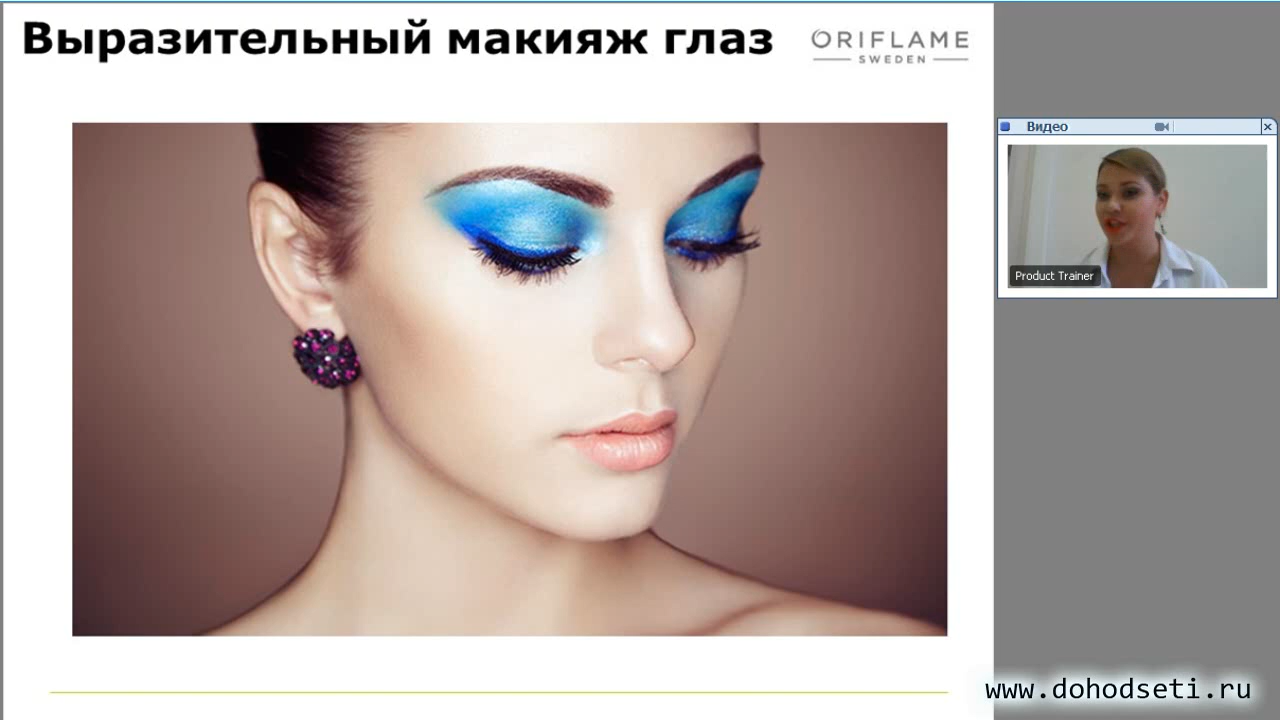 Выразительный макияж глаз
ORIFLAME
SWEDEN
Видео
Product Trainer
www.dohodseti.ru